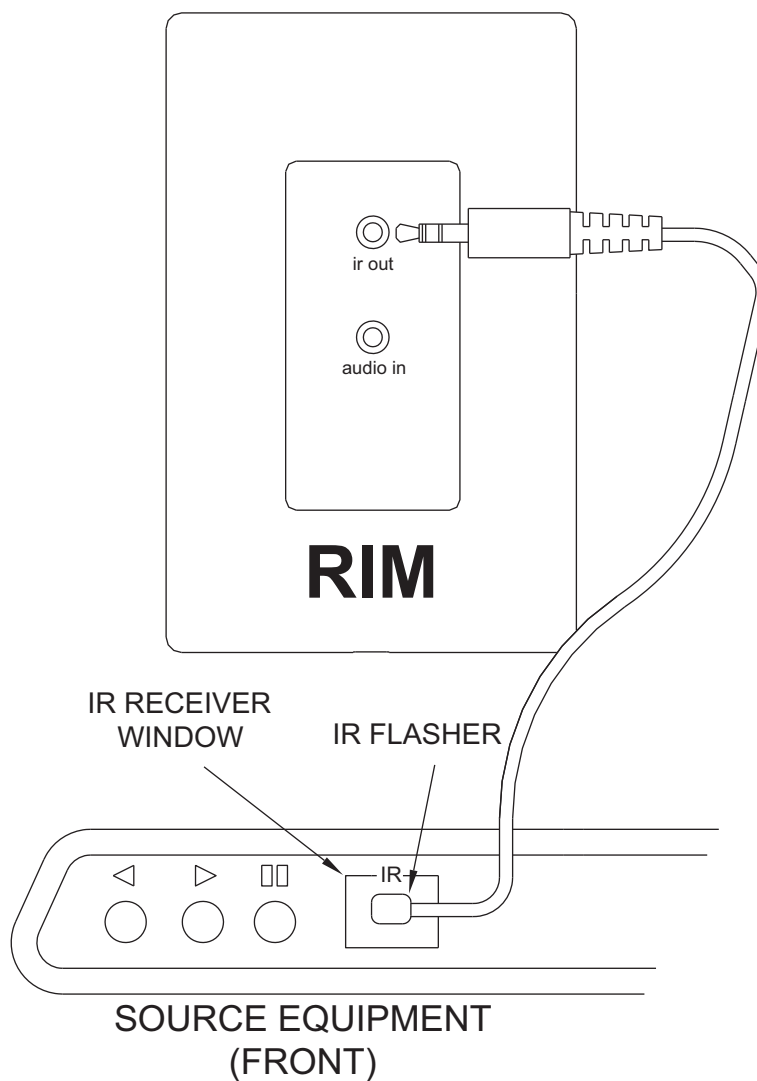 ir out
audio in
RIM
IR RECEIVER
WINDOW
IR FLASHER
IR
SOURCE EQUIPMENT
(FRONT)